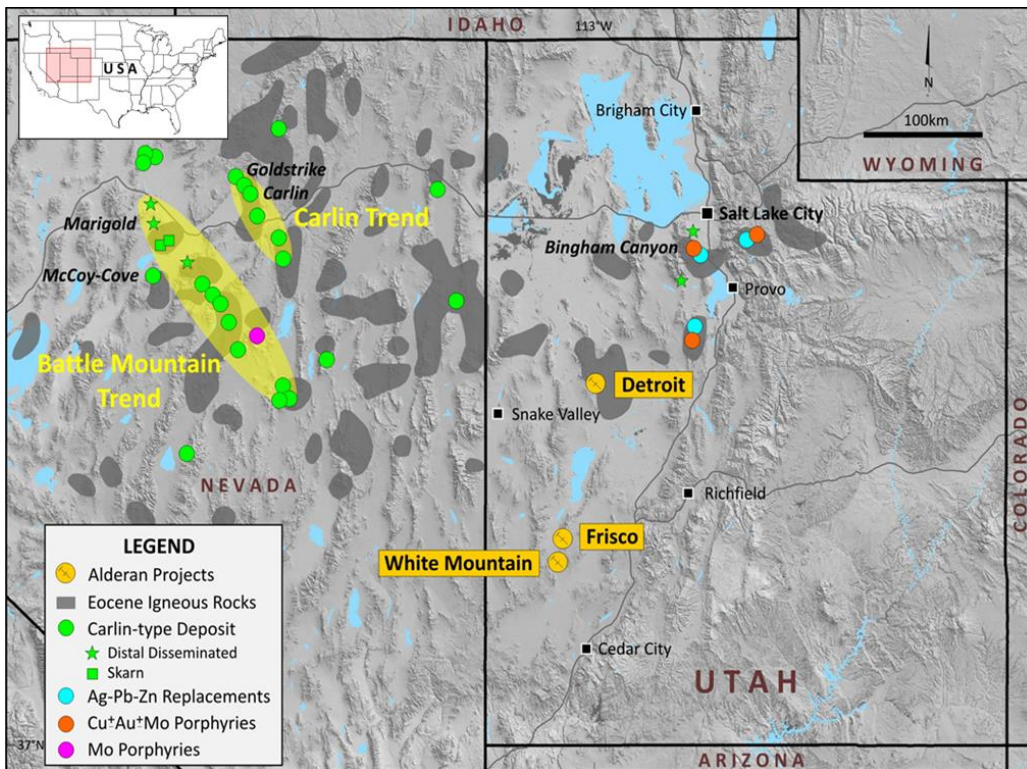 IDAHO
113°W
USA
N
100km
WYOMING
Brigham City
Goldstrike
Carlin
Carlin Trend
Salt Lake City
Marigold
Bingham Canyon
McCoy-Cove
Provo
Battle Mountain
Trend
Detroit
Snake Valley
COLORADO
NEVADA
Richfield
Frisco
White Mountain
LEGEND
Alderan Projects
Eocene Igneous Rocks
Carlin-type Deposit
Distal Disseminated
Skarn
Ag-Pb-Zn Replacements
Cu⁺Au⁺Mo Porphyries
Mo Porphyries
Cedar City
UTAH
37°N
ARIZONA